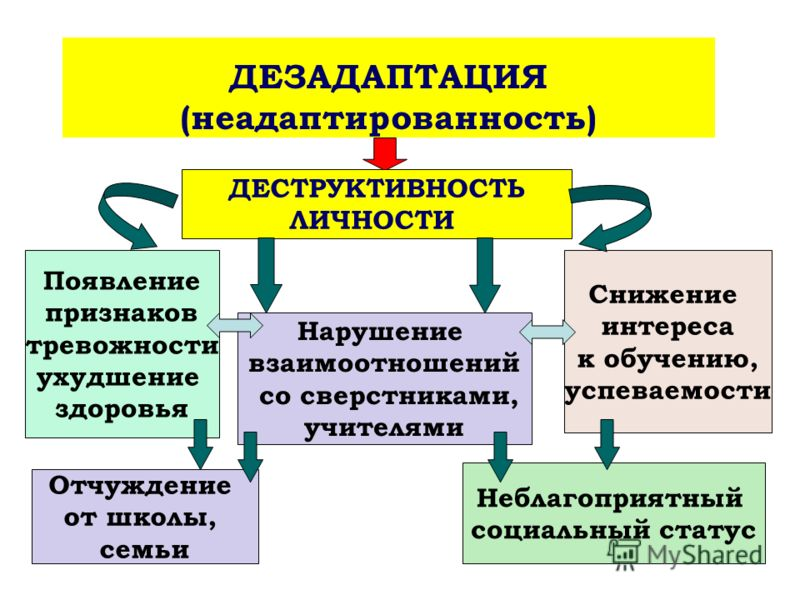 ДЕЗАДАПТАЦИЯ
(неадаптированность)
ДЕСТРУКТИВНОСТЬ
ЛИЧНОСТИ
Появление
признаков
тревожности
ухудшение
здоровья
Нарушение
взаимоотношений
со сверстниками,
учителями
Снижение
интереса
к обучению,
успеваемости
Отчуждение
от школы,
семьи
Неблагоприятный
социальный статус
MyShared